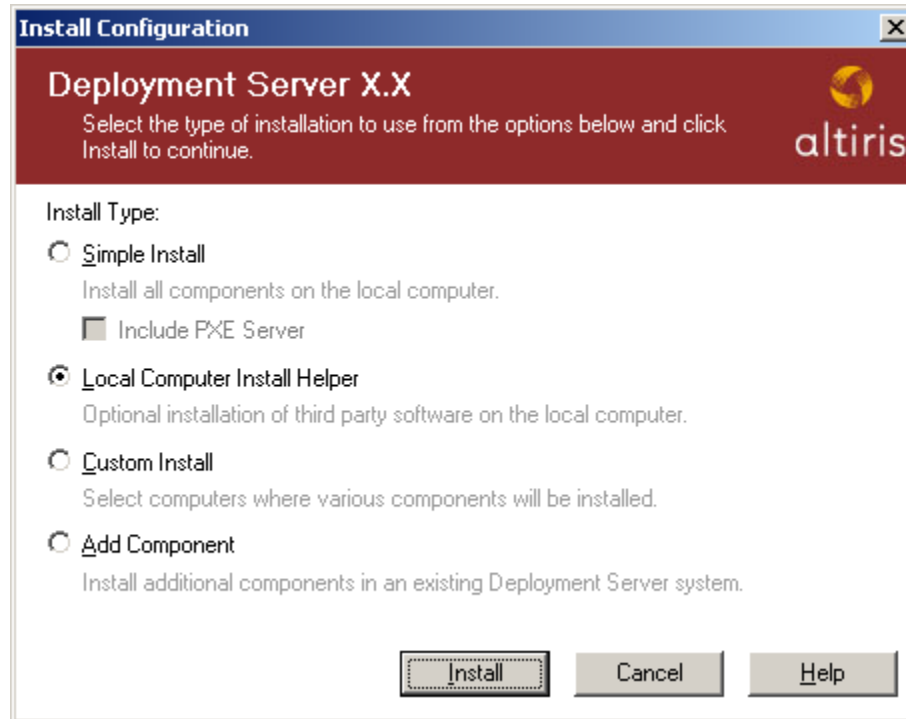 Install Configuration
Deployment Server X.X
Select the type of installation to use from the options below and click
Install to continue.
altiris
Install Type:
Simple Install
Install all components on the local computer.
Include PXE Server
Local Computer Install Helper
Optional installation of third party software on the local computer.
Custom Install
Select computers where various components will be installed.
Add Component
Install additional components in an existing Deployment Server system.
Install
Cancel
Help